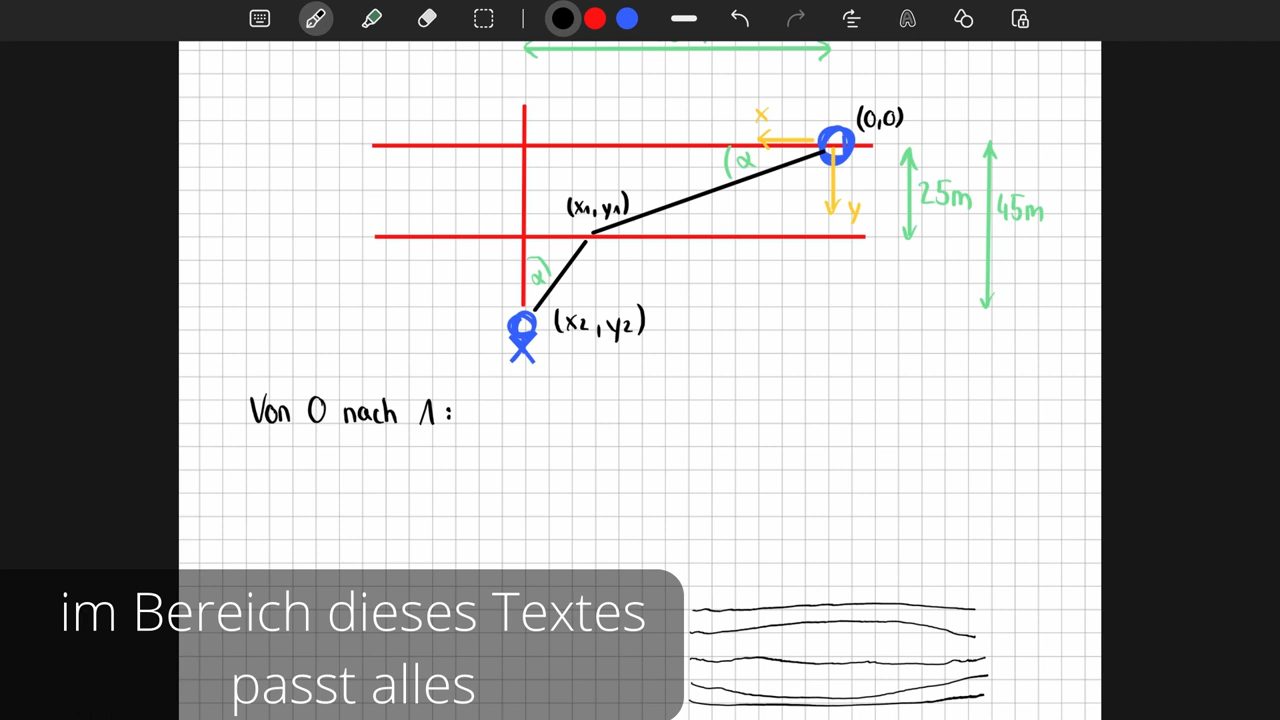 (0,0)
x
α
25m
45m
y
(x1, y1)
α
(x2, y2)
Von 0 nach 1:
im Bereich dieses Textes
passt alles